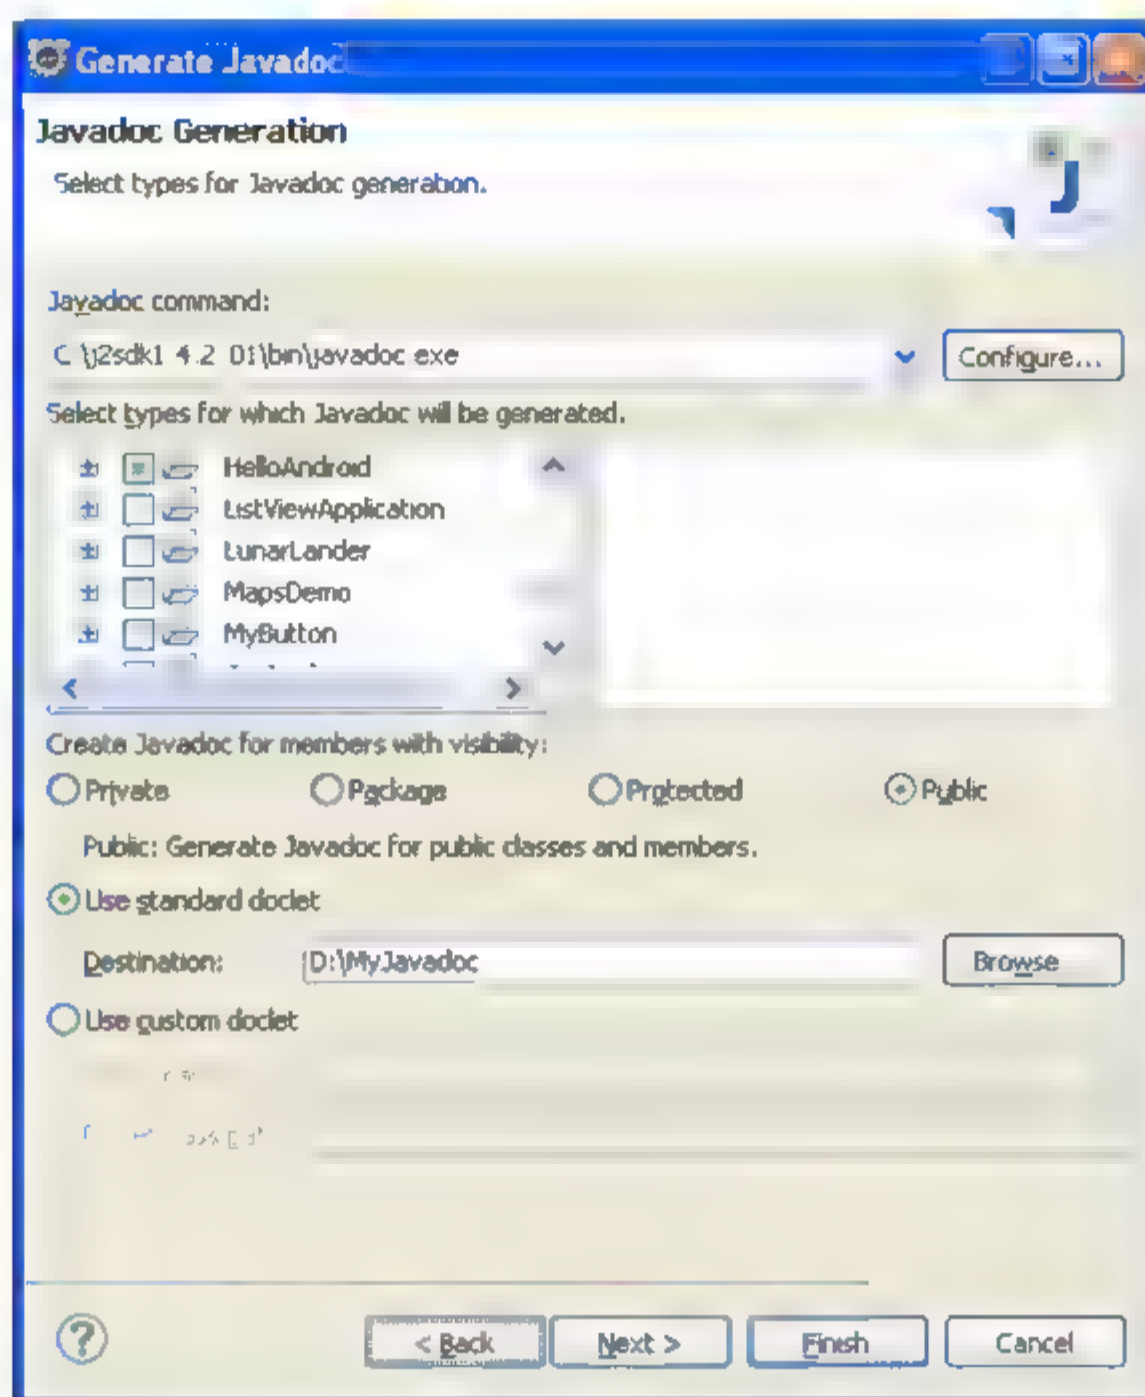 Generate Javadoc
Javadoc Generation
Select types for Javadoc generation.
Javadoc command:
C \j2sdk1 4.2 01\bin\javadoc exe
Configure...
Select types for which Javadoc will be generated.
HelloAndroid
ListViewApplication
LunarLander
MapsDemo
MyButton
Create Javadoc for members with visibility:
Private Package Protected Public
Public: Generate Javadoc for public classes and members.
Use standard doclet
Destination: D:\MyJavadoc Browse
Use custom doclet
? < Back Next > Finish Cancel